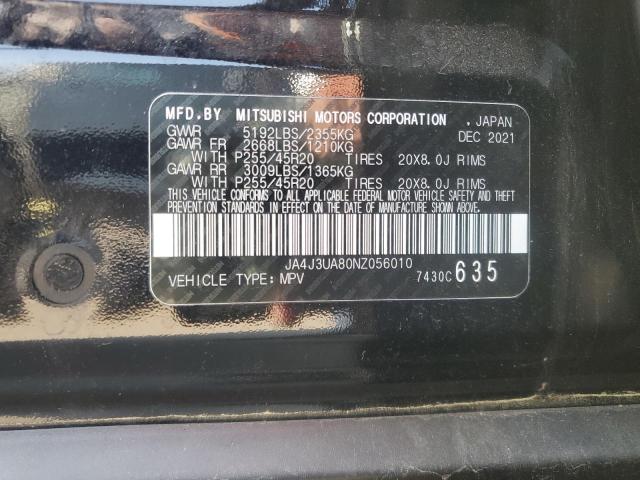 MFD.BY MITSUBISHI MOTORS CORPORATION . JAPAN
GVWR 5192LBS/2355KG DEC 2021
GAWR FR 2668LBS/1210KG
WITH P255/45R20 TIRES 20X8.0J RIMS
GAWR RR 3009LBS/1365KG
WITH P255/45R20 TIRES 20X8.0J RIMS
THIS VEHICLE CONFORMS TO ALL APPLICABLE FEDERAL MOTOR VEHICLE SAFETY AND THEFT
PREVENTION STANDARDS IN EFFECT ON THE DATE OF MANUFACTURE SHOWN ABOVE.
JA4J3UA80NZ056010
VEHICLE TYPE: MPV 7430C 635